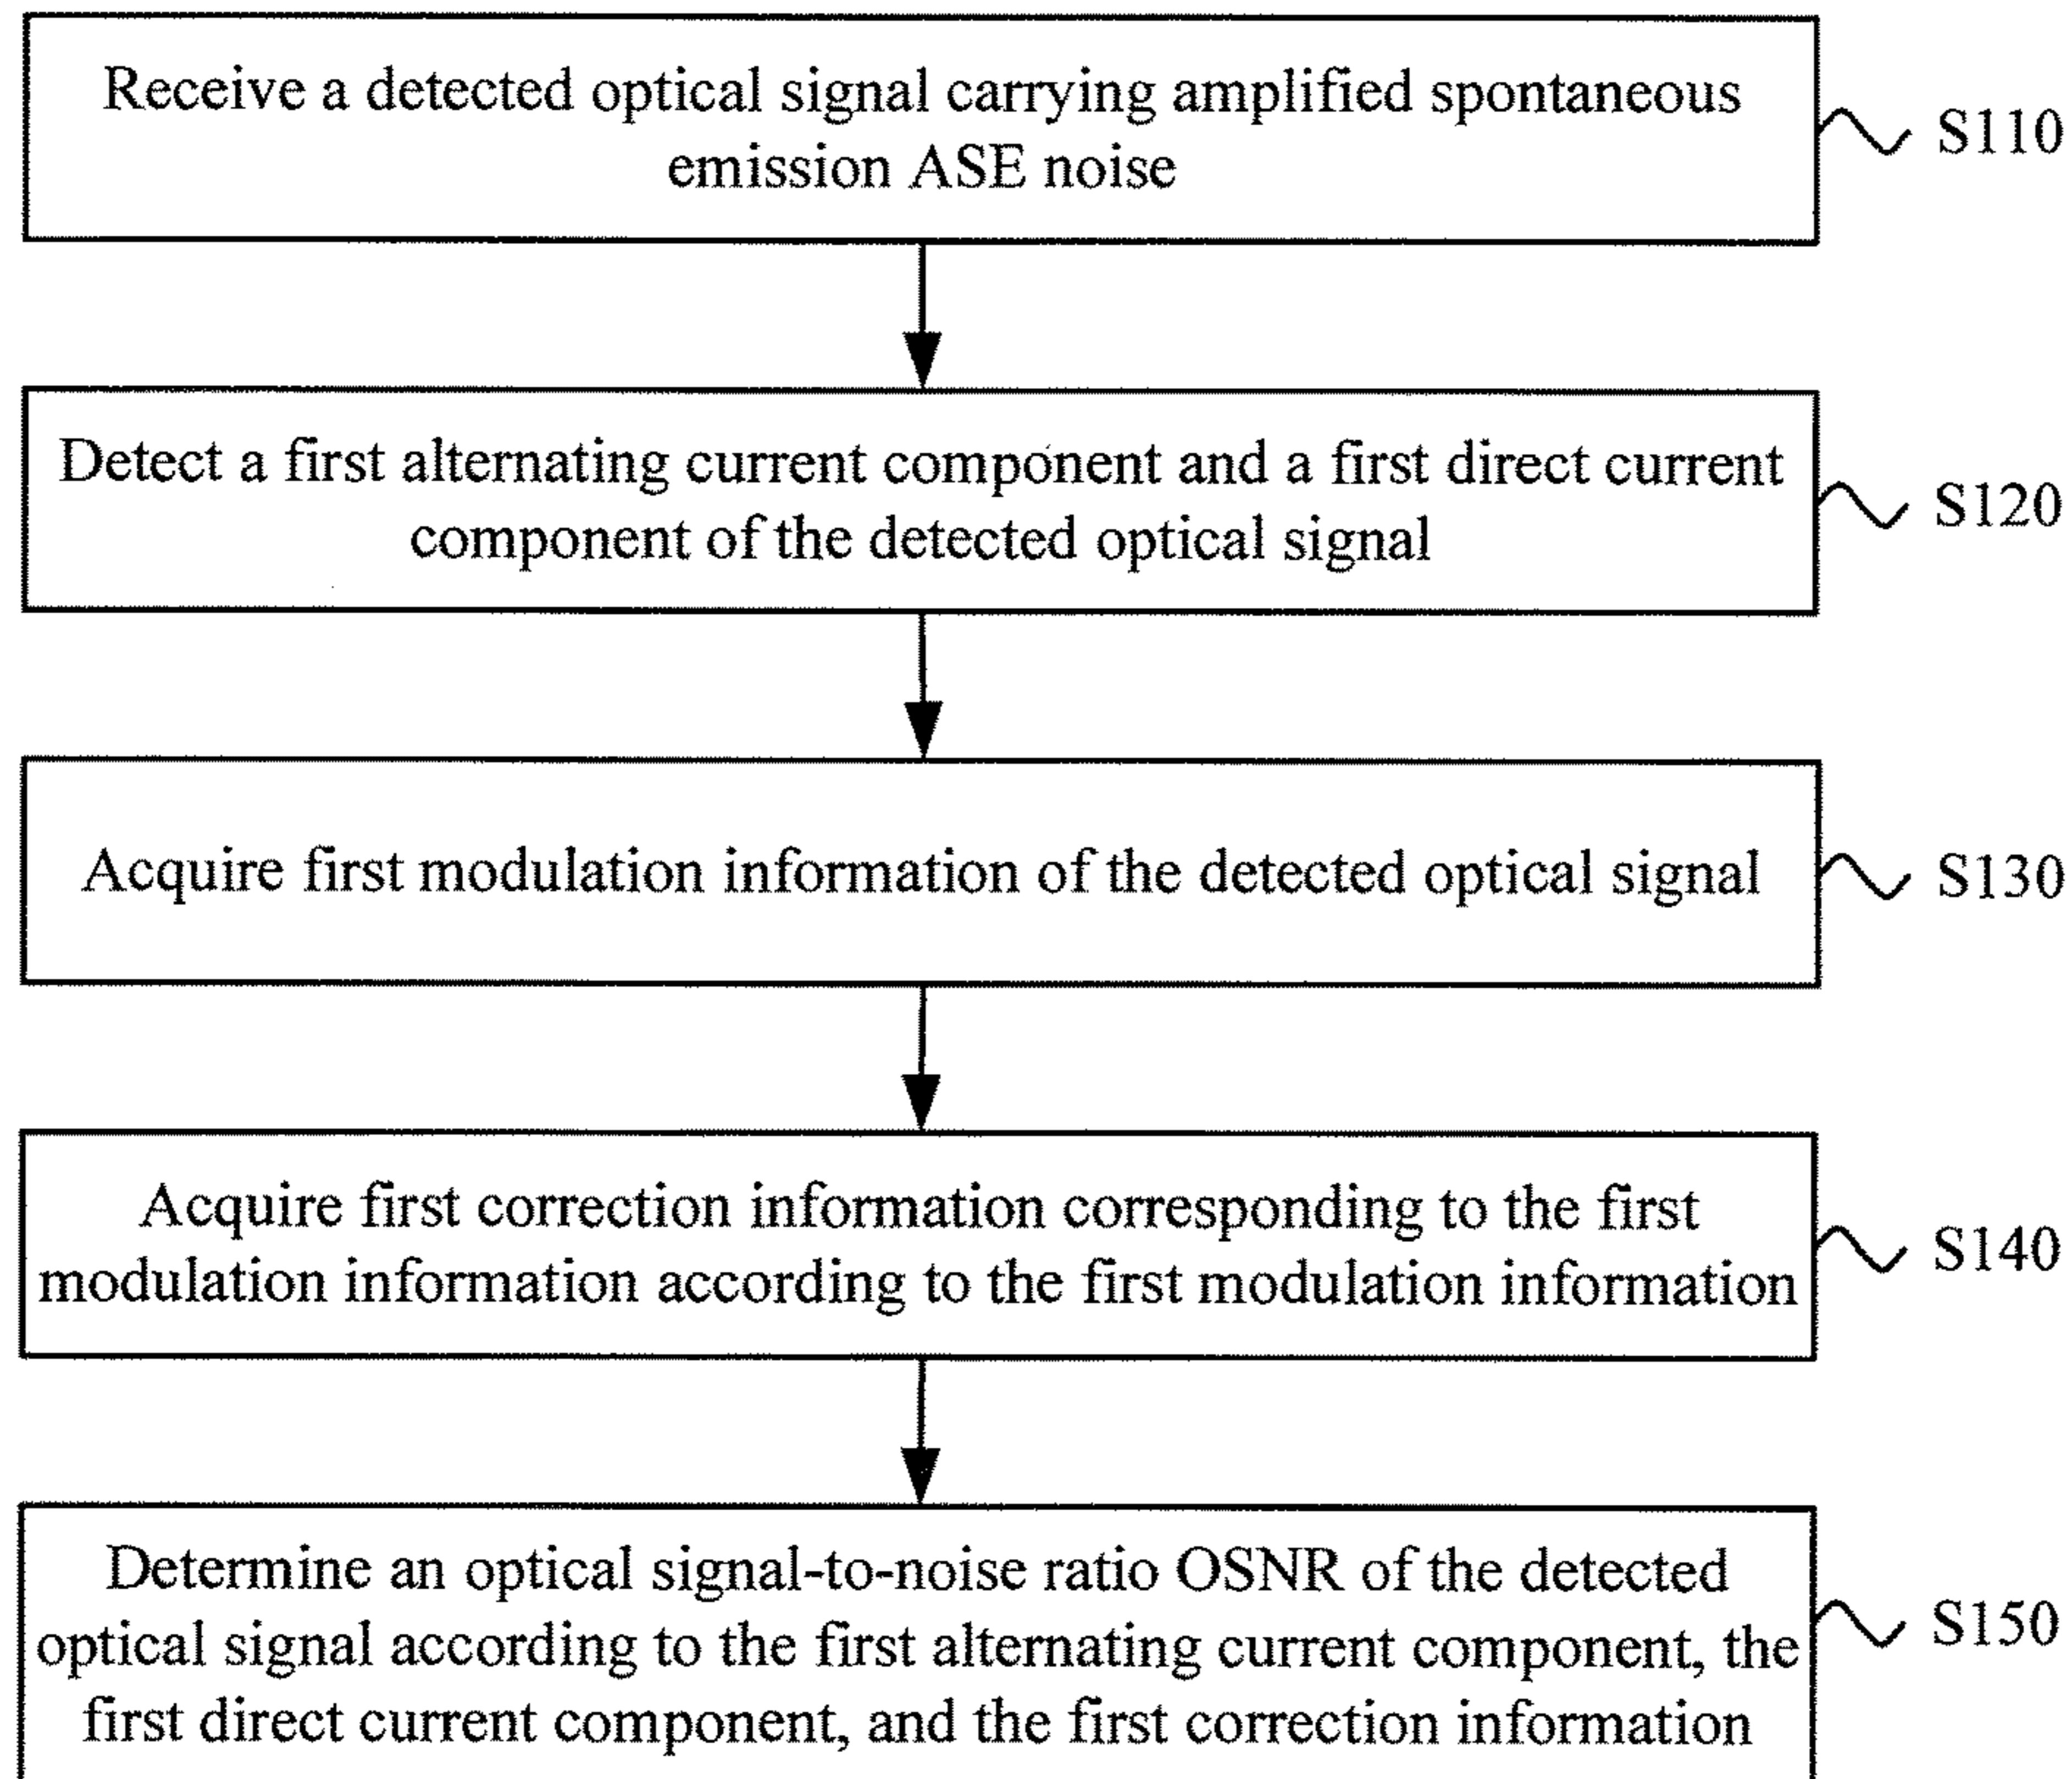 Receive a detected optical signal carrying amplified spontaneous
emission ASE noise
S110
Detect a first alternating current component and a first direct current
component of the detected optical signal
S120
Acquire first modulation information of the detected optical signal
S130
Acquire first correction information corresponding to the first
modulation information according to the first modulation information
S140
Determine an optical signal-to-noise ratio OSNR of the detected
optical signal according to the first alternating current component, the
first direct current component, and the first correction information
S150